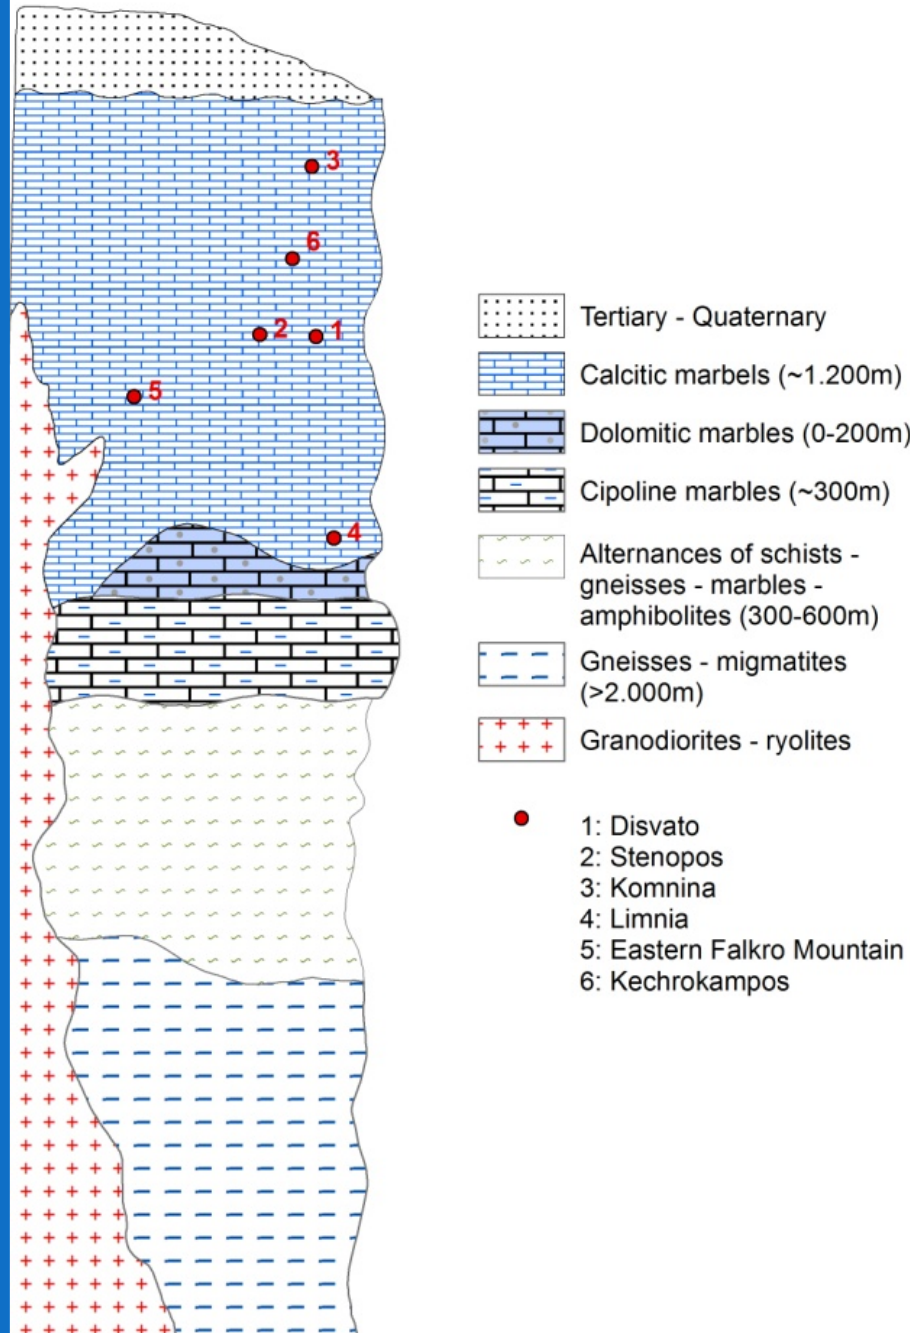 3
6
2 1
5
4
Tertiary - Quaternary
Calcitic marbels (~1.200m)
Dolomitic marbles (0-200m)
Cipoline marbles (~300m)
Alternances of schists -
gneisses - marbles -
amphibolites (300-600m)
Gneisses - migmatites
(>2.000m)
Granodiorites - ryolites
1: Disvato
2: Stenopos
3: Komnina
4: Limnia
5: Eastern Falkro Mountain
6: Kechrokampos